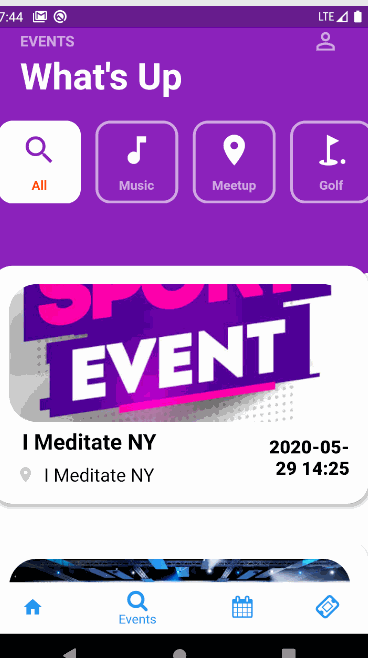 7:44 LTE
EVENTS
What's Up
All Music Meetup Golf
SPORT
EVENT
I Meditate NY
2020-05-
29 14:25
I Meditate NY
Events